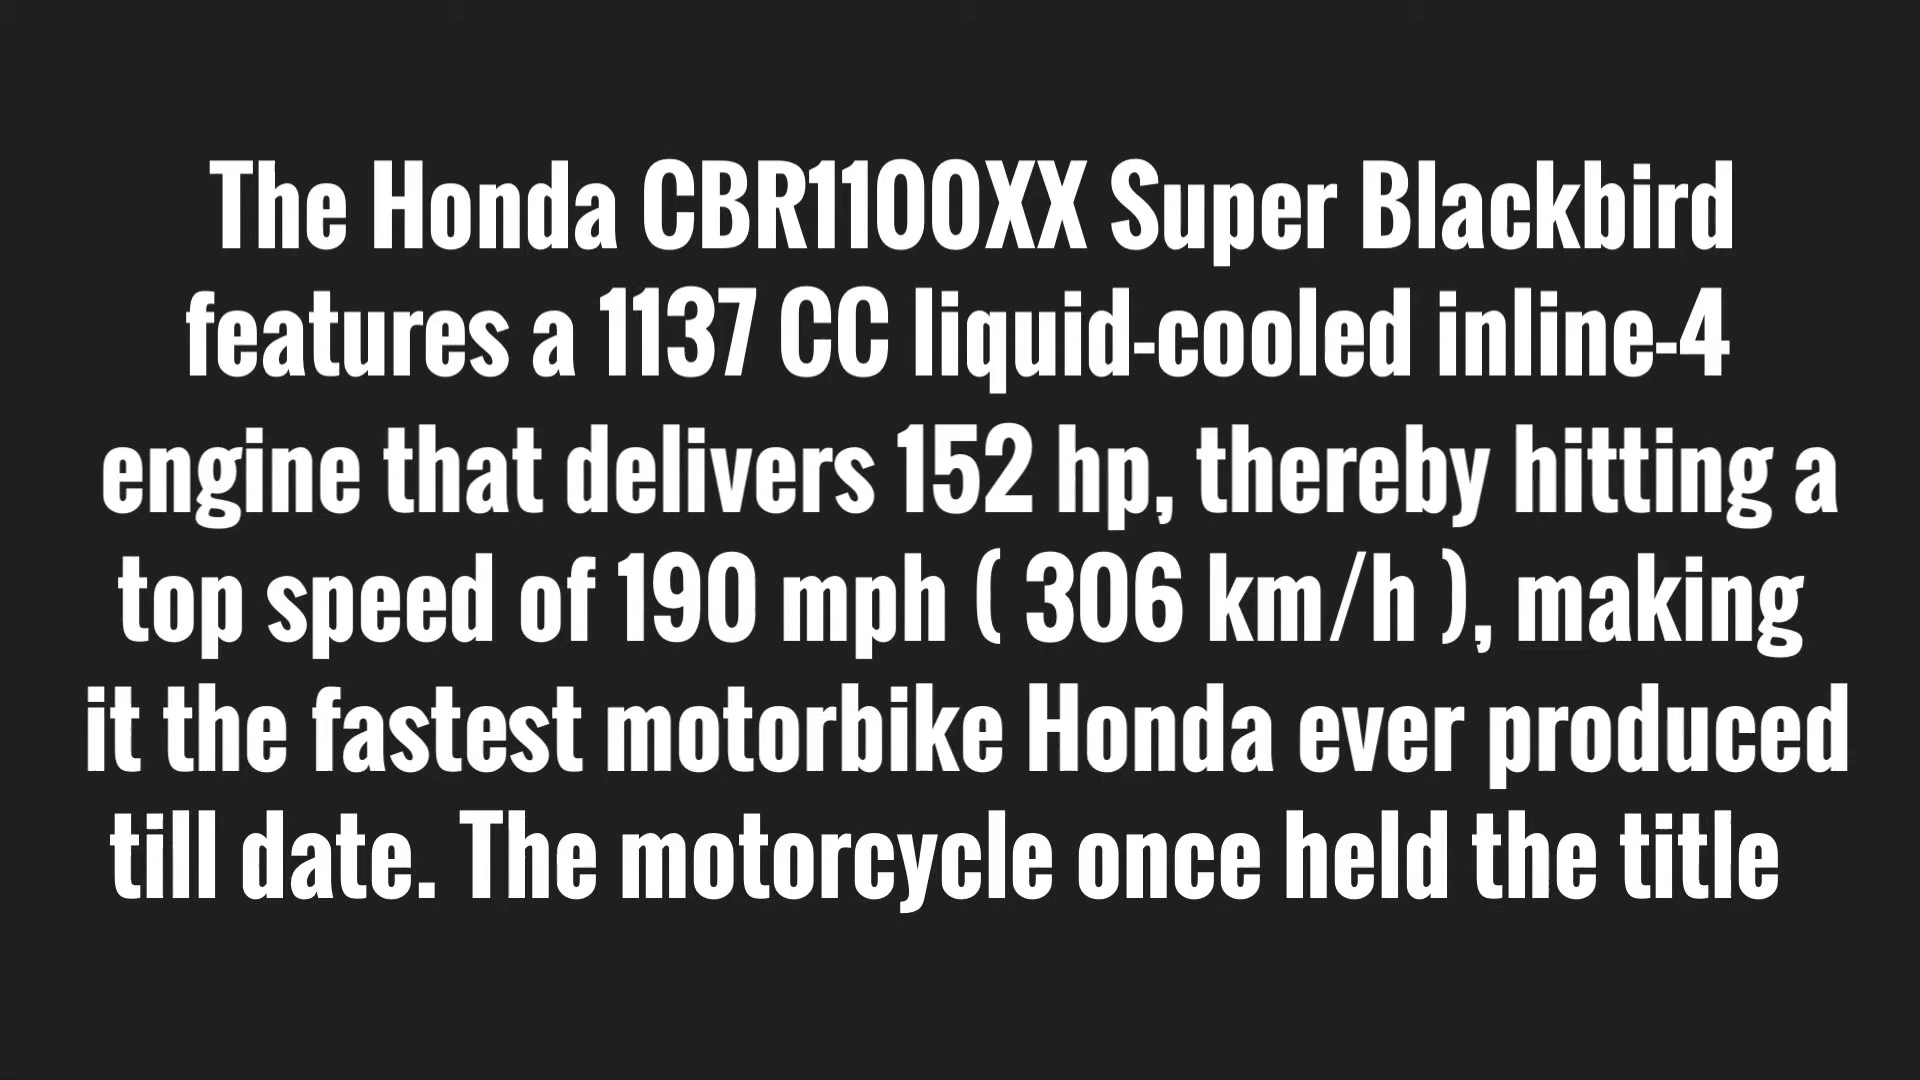 The Honda CBR1100XX Super Blackbird
features a 1137 CC liquid-cooled inline-4
engine that delivers 152 hp, thereby hitting a
top speed of 190 mph ( 306 km/h ), making
it the fastest motorbike Honda ever produced
till date. The motorcycle once held the title